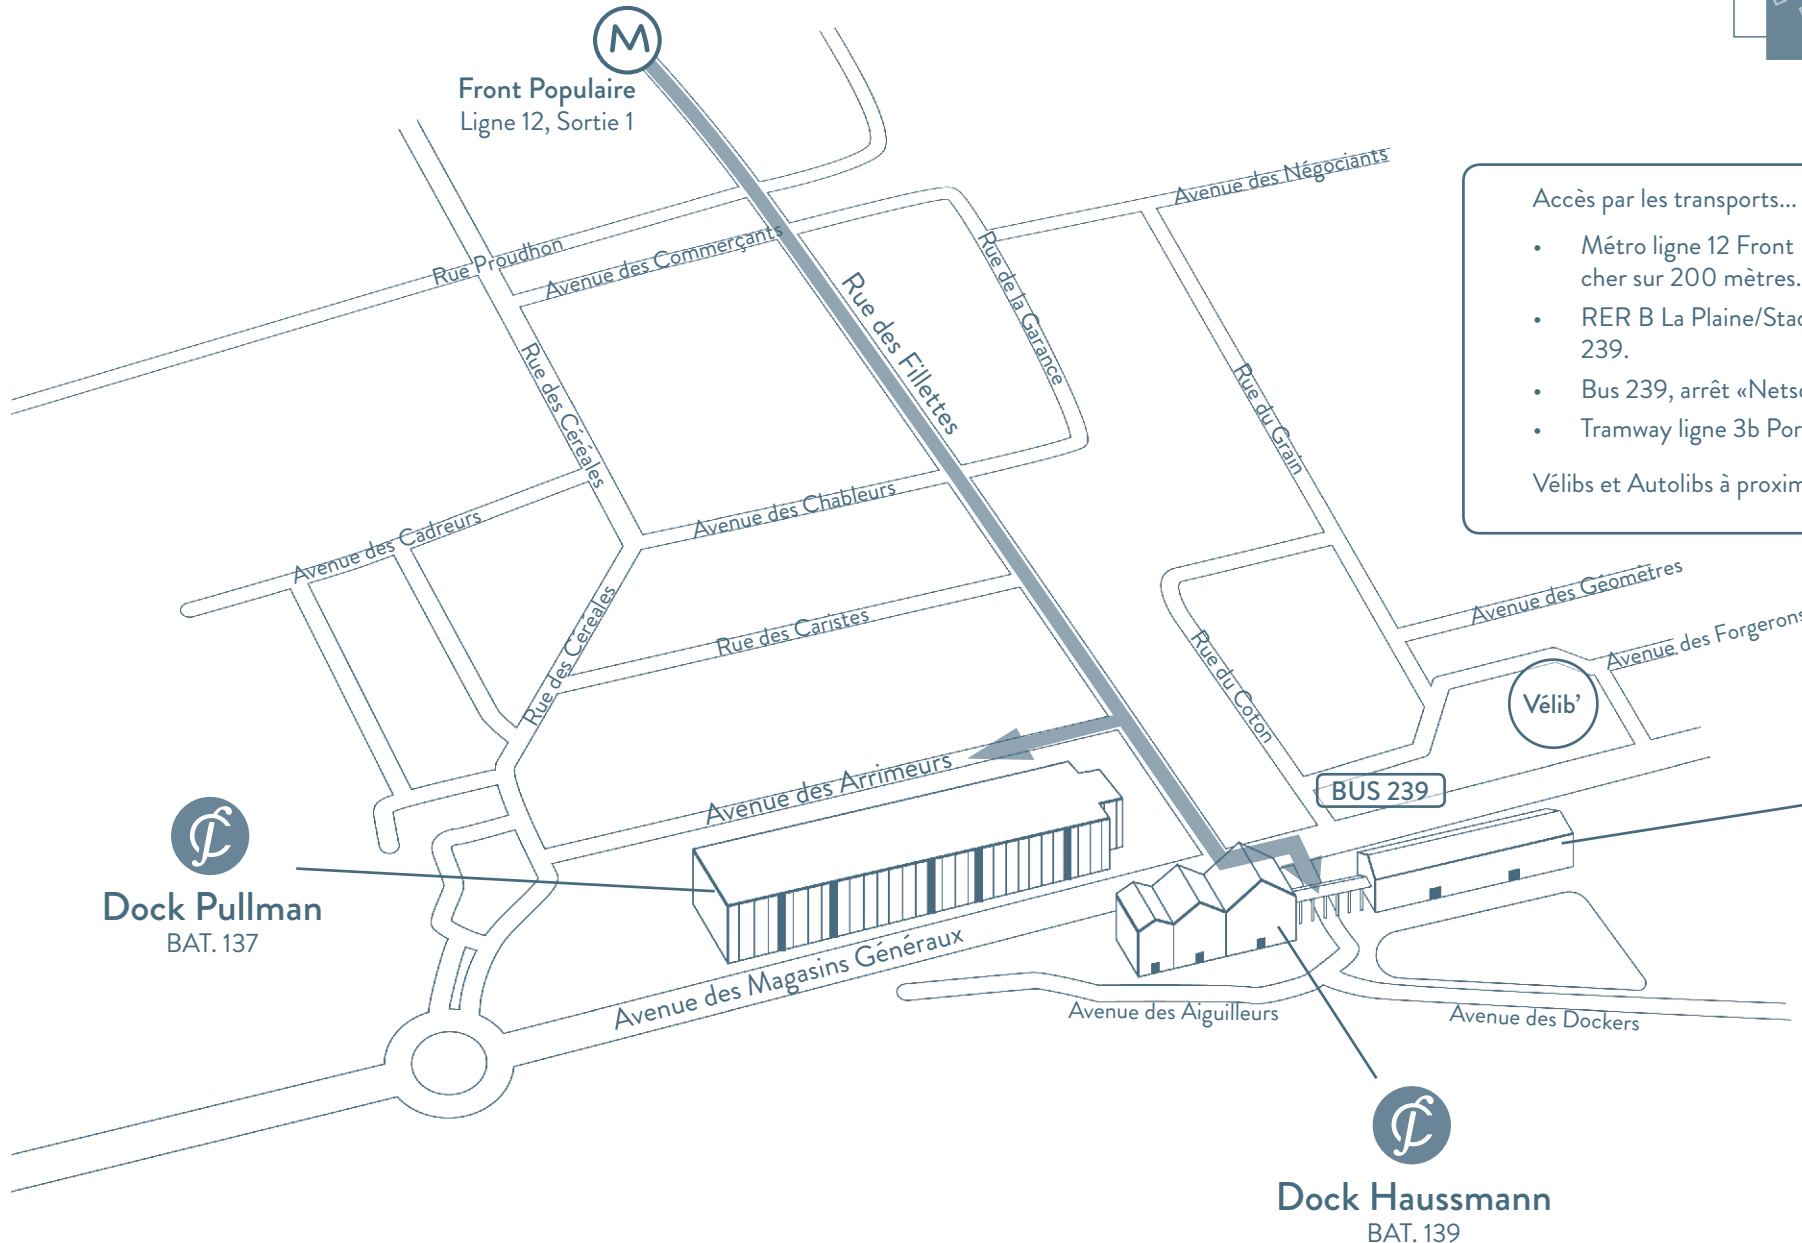 Front Populaire
Ligne 12, Sortie 1
Avenue des Négociants
Accès par les transports...
• Métro ligne 12 Front
cher sur 200 mètres.
• RER B La Plaine/Stad
239.
• Bus 239, arrêt «Netsc
• Tramway ligne 3b Por
Vélibs et Autolibs à proxim
Rue Proudhon
Avenue des Commerçants
Rue de la Garance
Rue des Fillettes
Rue des Céréales
Rue du Grain
Avenue des Chableurs
Avenue des Cadreurs
Avenue des Géomètres
Avenue des Forgerons
Rue des Céréales
Rue des Caristes
Rue du Coton
Vélib’
BUS 239
Avenue des Arrimeurs
Dock Pullman
BAT. 137
Avenue des Magasins Généraux
Avenue des Aiguilleurs
Avenue des Dockers
Dock Haussmann
BAT. 139